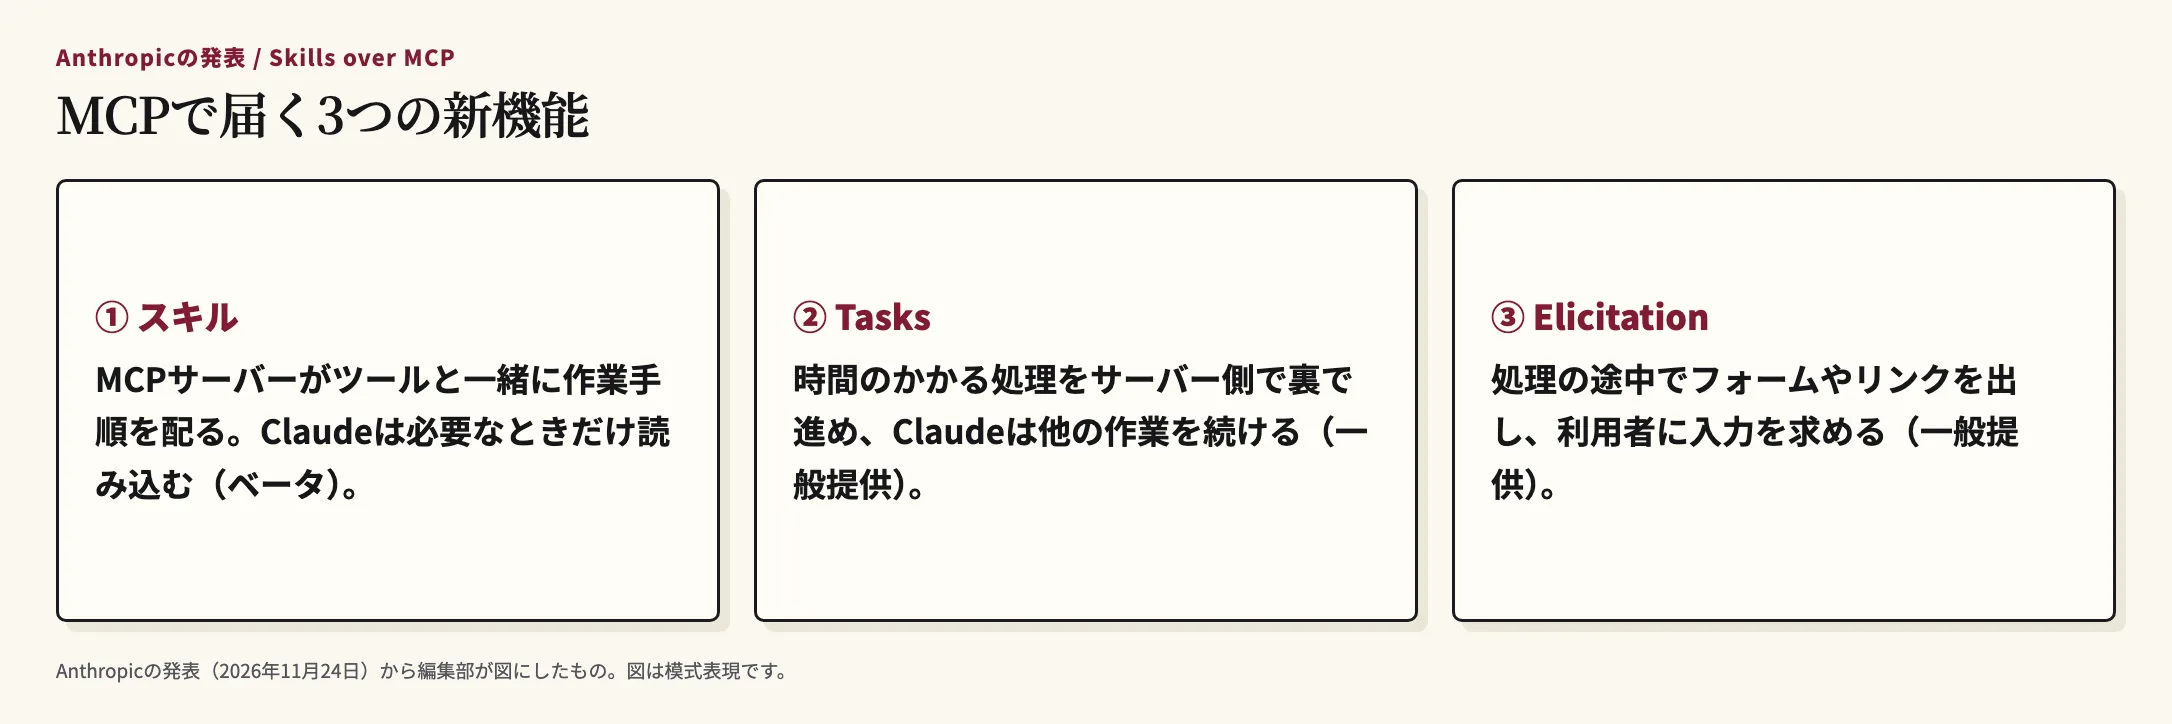 Anthropicの発表 / Skills over MCP
MCPで届く3つの新機能
① スキル
MCPサーバーがツールと一緒に作業手
順を配る。Claudeは必要なときだけ読
み込む（ベータ）。
② Tasks
時間のかかる処理をサーバー側で裏で
進め、Claudeは他の作業を続ける（一
般提供）。
③ Elicitation
処理の途中でフォームやリンクを出
し、利用者に入力を求める（一般提
供）。
Anthropicの発表（2026年11月24日）から編集部が図にしたもの。図は模式表現です。